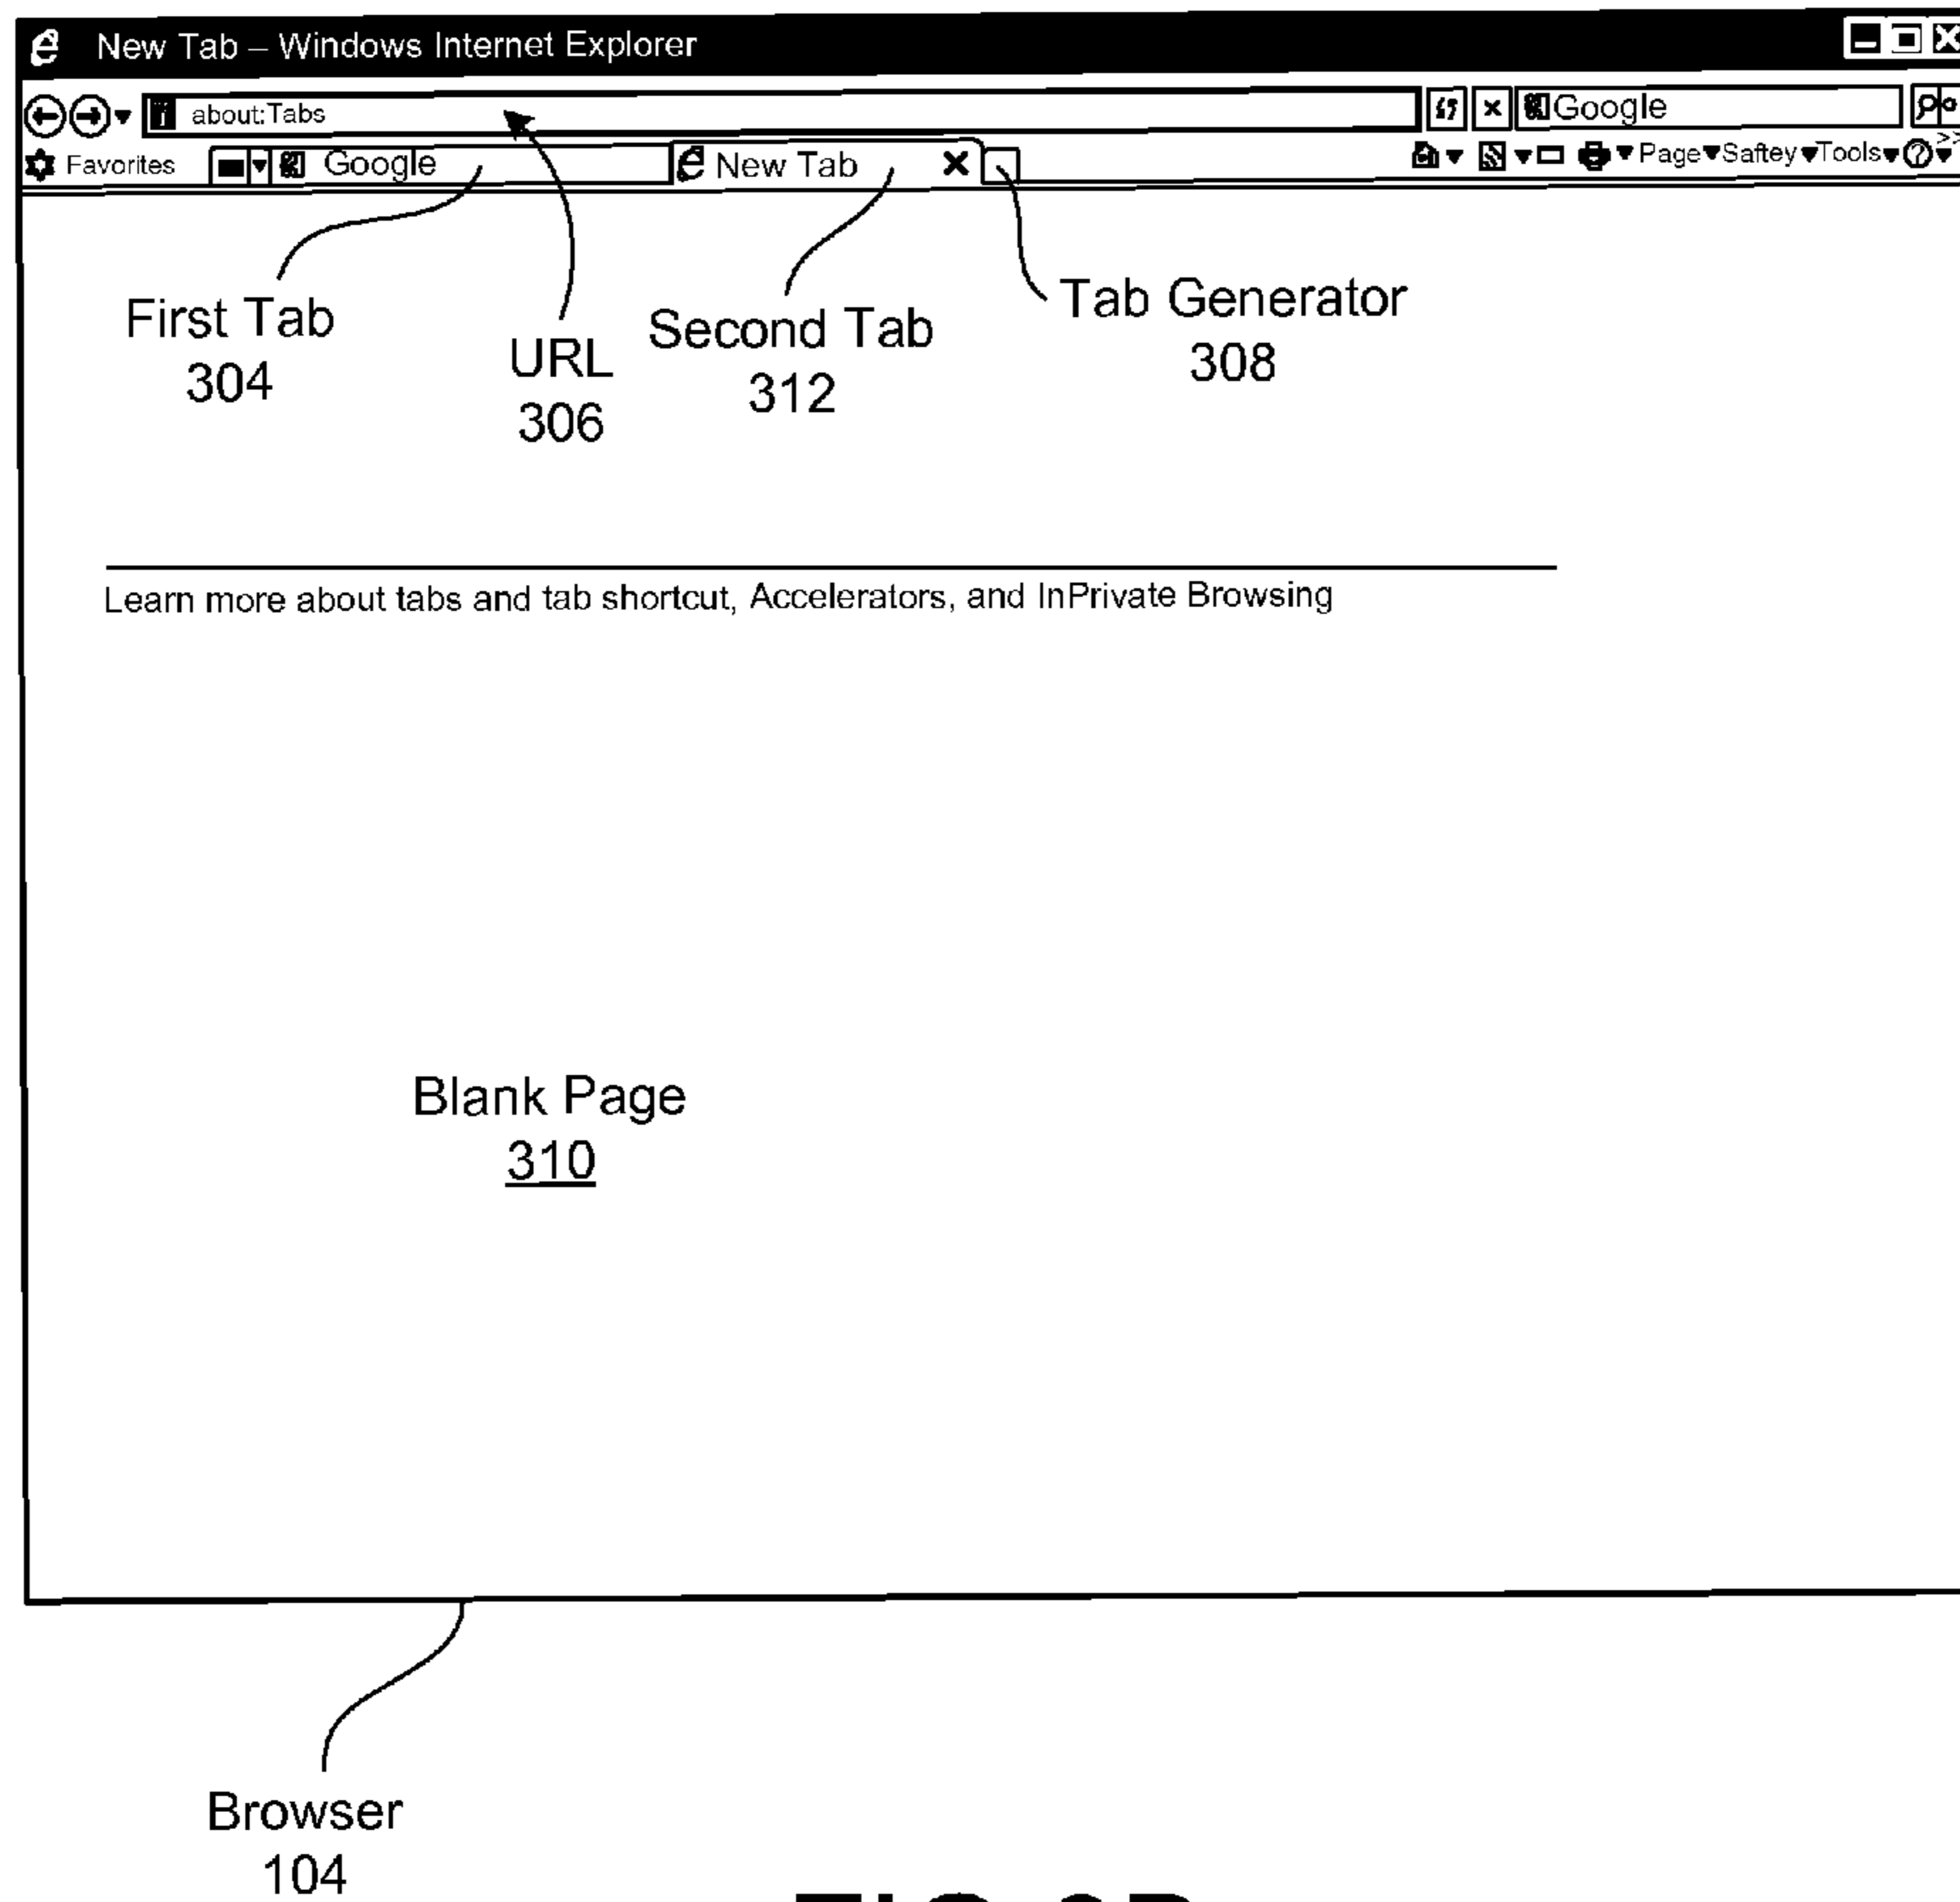 New Tab – Windows Internet Explorer
about:Tabs
Google
Favorites
Google
New Tab
Page Saftey Tools
First Tab
304
URL
306
Second Tab
312
Tab Generator
308
Learn more about tabs and tab shortcut, Accelerators, and InPrivate Browsing
Blank Page
310
Browser
104